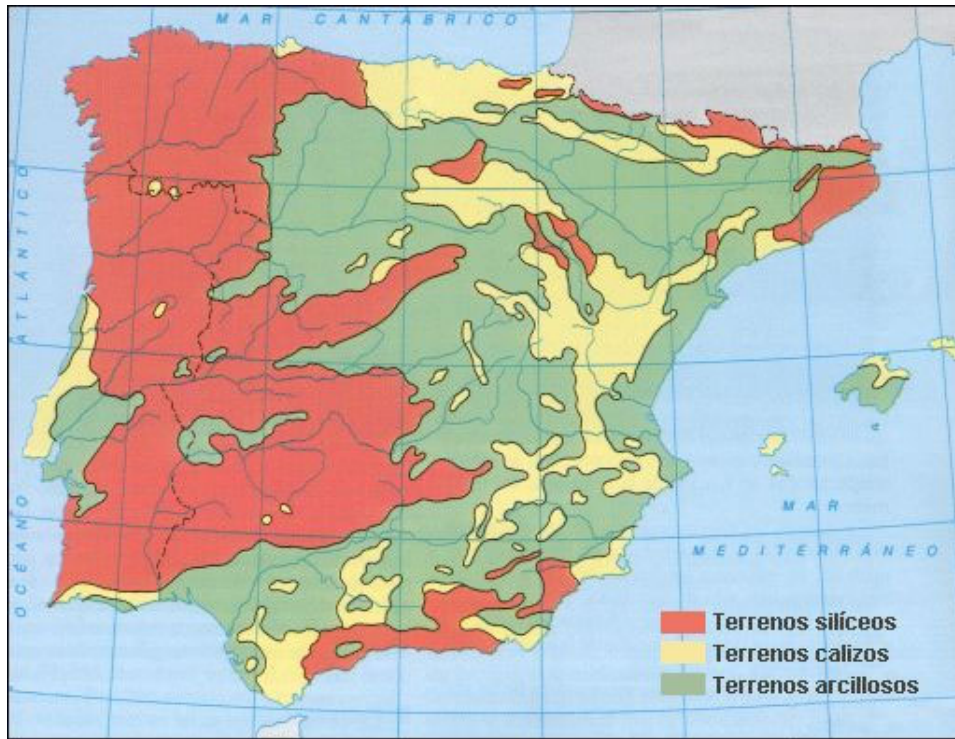 MAR CANTÁBRICO
OCÉANO ATLÁNTICO
MAR
MEDITERRÁNEO
Terrenos silíceos
Terrenos calizos
Terrenos arcillosos